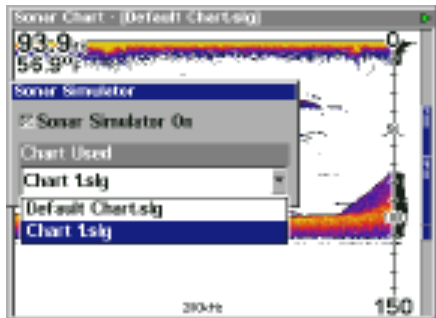 Sonar Chart - [Default Chart.slg]
93.9
0
56.9°F
Sonar Simulator
Sonar Simulator On
Chart Used
Chart 1.slg
Default Chart.slg
Chart 1.slg
200kHz
150